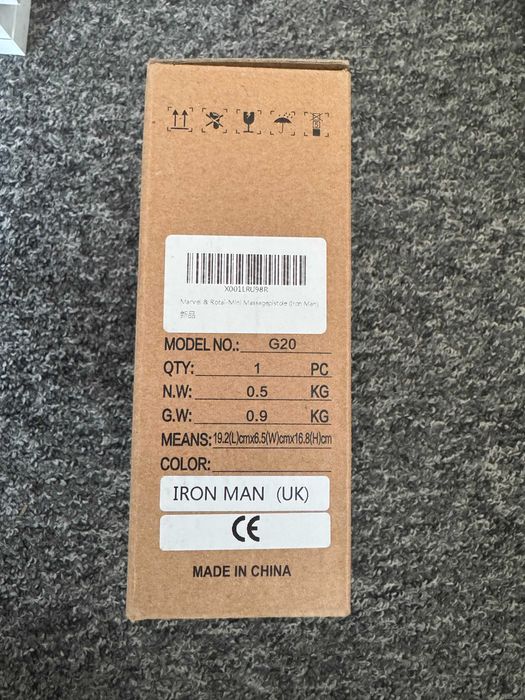 X001LRU98R
Marvel & Rotai-Mini Massagepistole (Iron Man)
新品
MODEL NO.: G20
QTY: 1 PC
N.W: 0.5 KG
G.W: 0.9 KG
MEANS: 19.2(L)cmx6.5(W)cmx16.8(H)cm
COLOR:
IRON MAN (UK)
CE
MADE IN CHINA